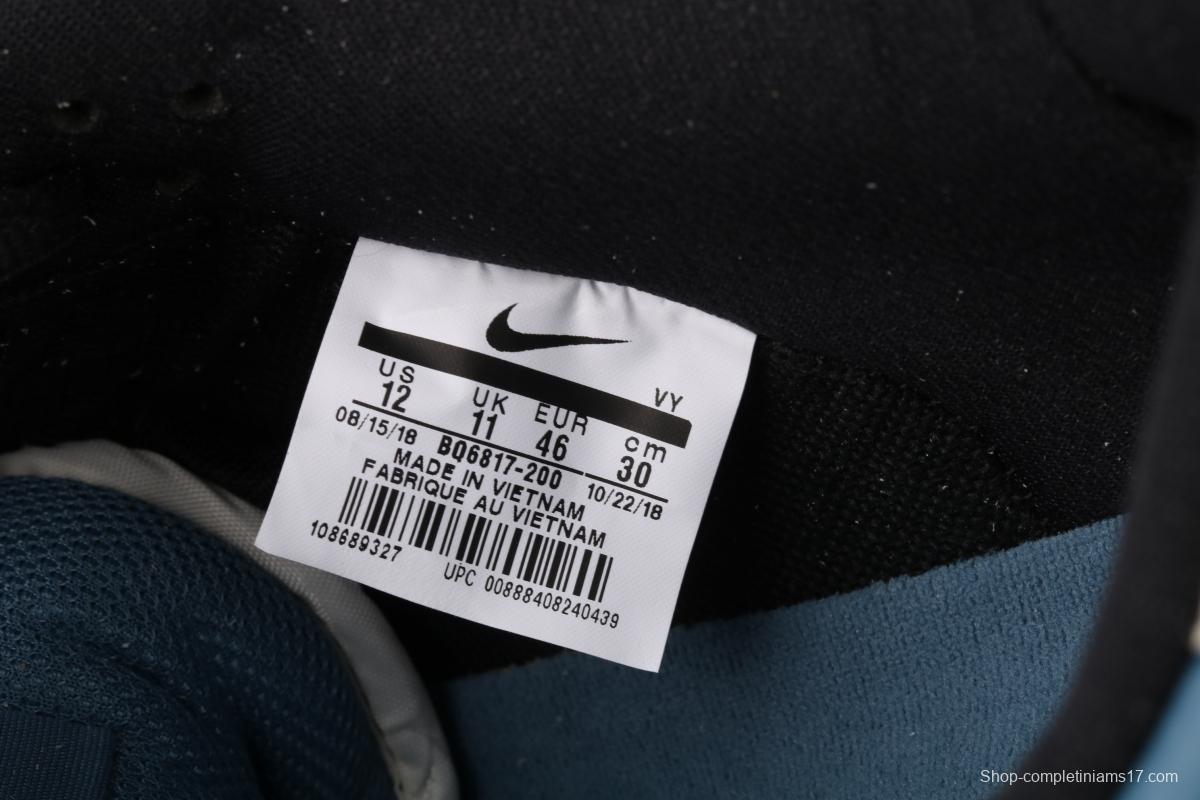 VY
US UK EUR cm
12 11 46 30
08/15/18 BQ6817-200 10/22/18
MADE IN VIETNAM
FABRIQUE AU VIETNAM
108689327
UPC 00888408240439
Shop-completiniams17.com